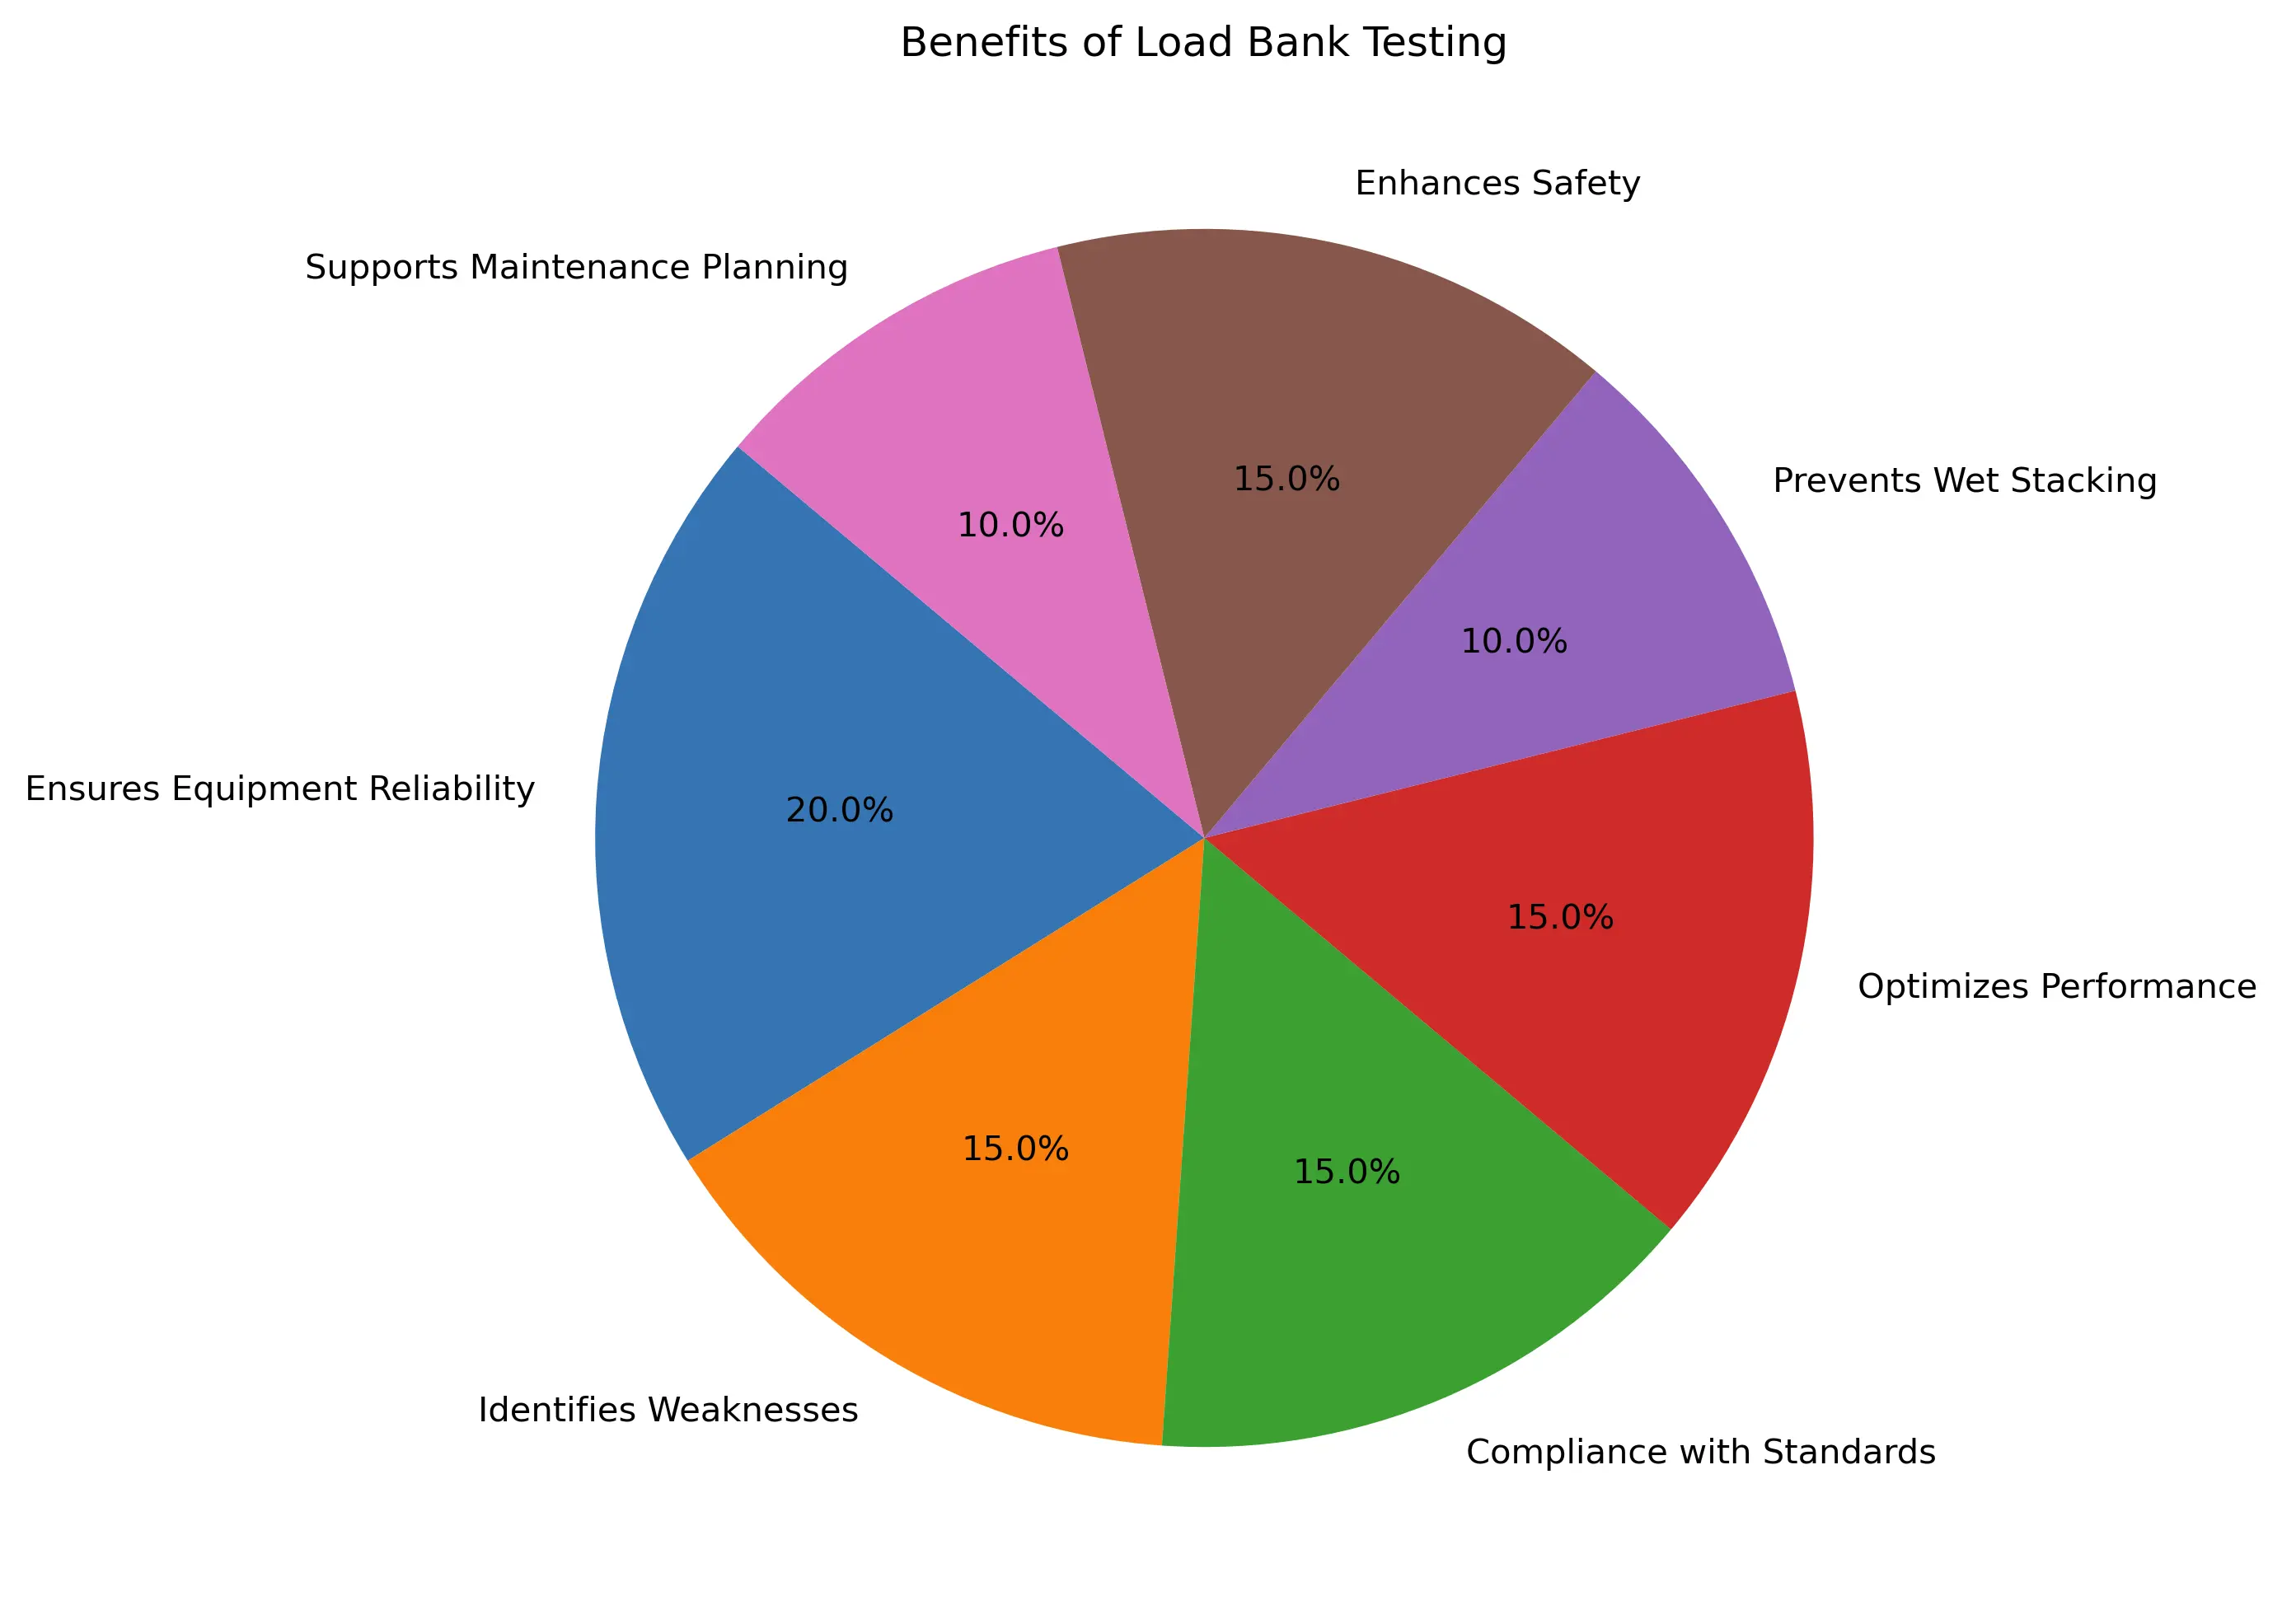 Benefits of Load Bank Testing
Enhances Safety
Supports Maintenance Planning
15.0%
Prevents Wet Stacking
10.0%
10.0%
Ensures Equipment Reliability
20.0%
15.0%
Optimizes Performance
15.0%
15.0%
Identifies Weaknesses
Compliance with Standards